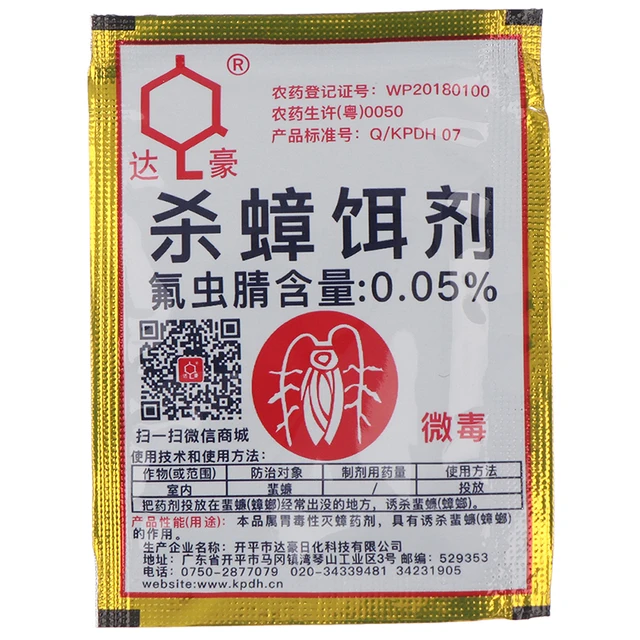 ®
农药登记证号：WP20180100
农药生许(粤)0050
产品标准号：Q/KPDH 07
达豪
杀蟑饵剂
氟虫腈含量:0.05%
达豪
微毒
扫一扫微信商城
使用技术和使用方法：
作物(或范围) 防治对象 制剂用药量 使用方法
室内 蜚蠊 / 投放
把药剂投放在蜚蠊(蟑螂)经常出没的地方，诱杀蜚蠊(蟑螂)。
产品性能(用途)：本品属胃毒性灭蟑药剂，具有诱杀蜚蠊(蟑螂)
的作用。
生产企业名称：开平市达豪日化科技有限公司
地址：广东省开平市马冈镇湾琴山工业区3号 邮编：529353
电话：0750-2877079 020-34339481 34231905
website:www.kpdh.cn